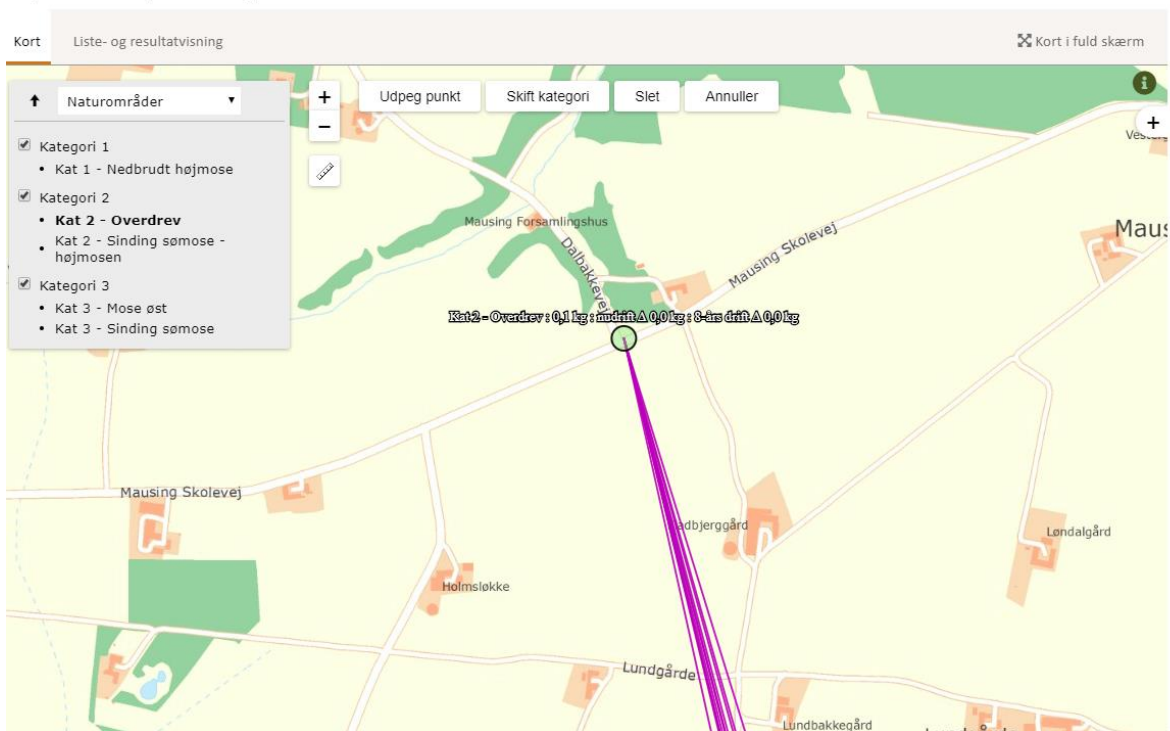 Kort
Liste- og resultatvisning
Kort i fuld skærm
Naturområder
Kategori 1
Kat 1 - Nedbrudt højmose
Kategori 2
Kat 2 - Overdrev
Kat 2 - Sinding sømose -
højmosen
Kategori 3
Kat 3 - Mose øst
Kat 3 - Sinding sømose
+
−
Udpeg punkt
Skift kategori
Slet
Annuller
i
+
Mausing Forsamlingshus
Dalbakkevej
Mausing Skolevej
Kat 2 - Overdrev : 0,1 kg : nudrift Δ 0,0 kg : 8-års drift Δ 0,0 kg
Mausing Skolevej
Holmsløkke
Løndalgård
Lundgårde
Lundbakkegård